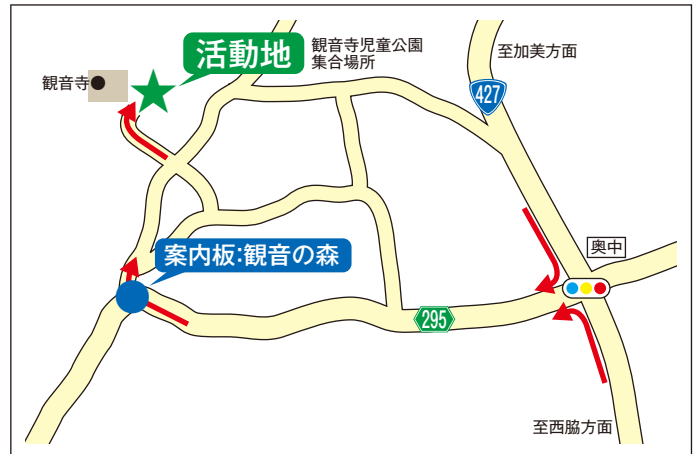 活動地
観音寺児童公園
集合場所
至加美方面
観音寺
427
奥中
案内板:観音の森
295
至西脇方面